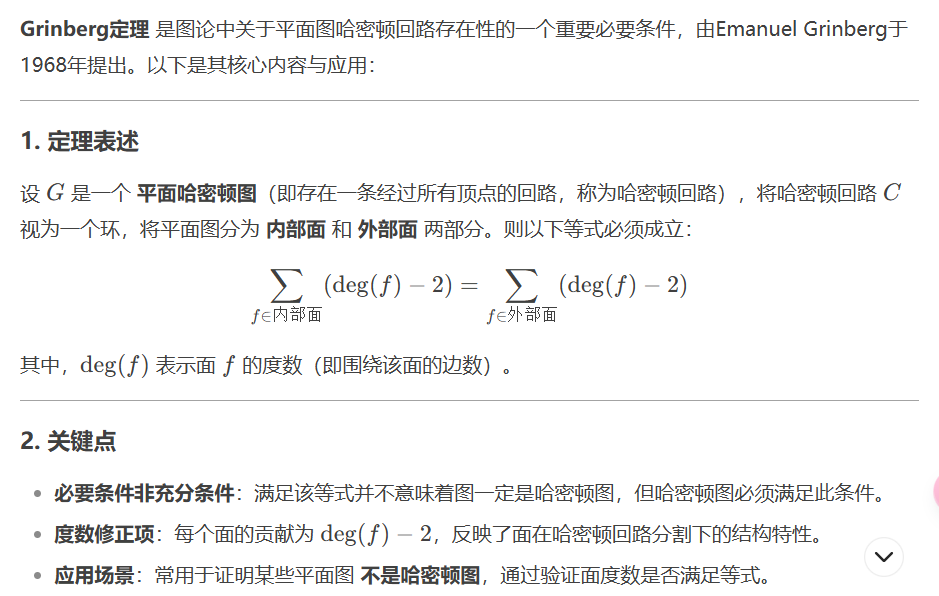 Grinberg定理 是图论中关于平面图哈密顿回路存在性的一个重要必要条件，由Emanuel Grinberg于
1968年提出。以下是其核心内容与应用：
1. 定理表述
设 G 是一个 平面哈密顿图（即存在一条经过所有顶点的回路，称为哈密顿回路），将哈密顿回路 C
视为一个环，将平面图分为 内部面 和 外部面 两部分。则以下等式必须成立：
∑_{f∈内部面} (deg(f) − 2) = ∑_{f∈外部面} (deg(f) − 2)
其中，deg(f) 表示面 f 的度数（即围绕该面的边数）。
2. 关键点
• 必要条件非充分条件：满足该等式并不意味着图一定是哈密顿图，但哈密顿图必须满足此条件。
• 度数修正项：每个面的贡献为 deg(f) − 2，反映了面在哈密顿回路分割下的结构特性。
• 应用场景：常用于证明某些平面图 不是哈密顿图，通过验证面度数是否满足等式。